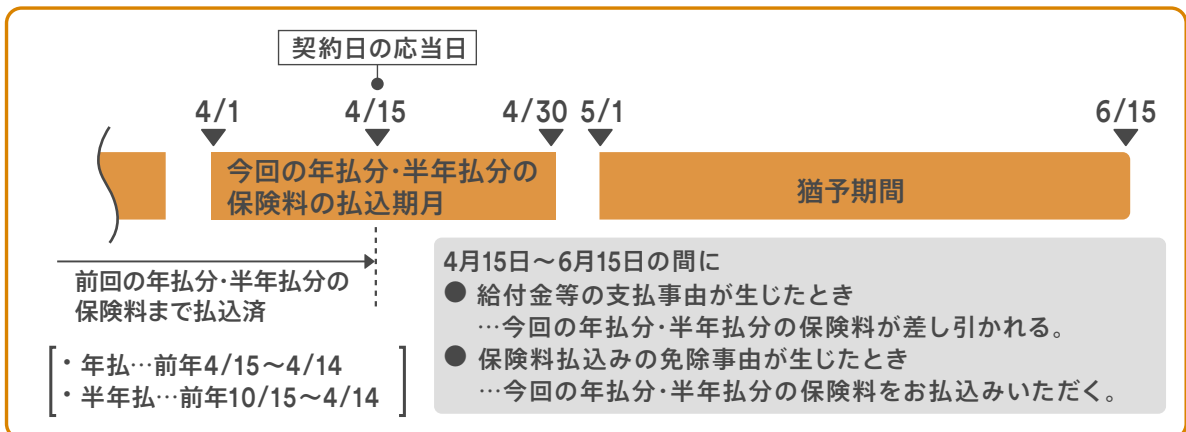 契約日の応当日
4/1
4/15
4/30
5/1
6/15
今回の年払分･半年払分の
保険料の払込期月
猶予期間
前回の年払分･半年払分の
保険料まで払込済
・年払…前年4/15～4/14
・半年払…前年10/15～4/14
4月15日～6月15日の間に
● 給付金等の支払事由が生じたとき
…今回の年払分･半年払分の保険料が差し引かれる。
● 保険料払込みの免除事由が生じたとき
…今回の年払分･半年払分の保険料をお払込みいただく。